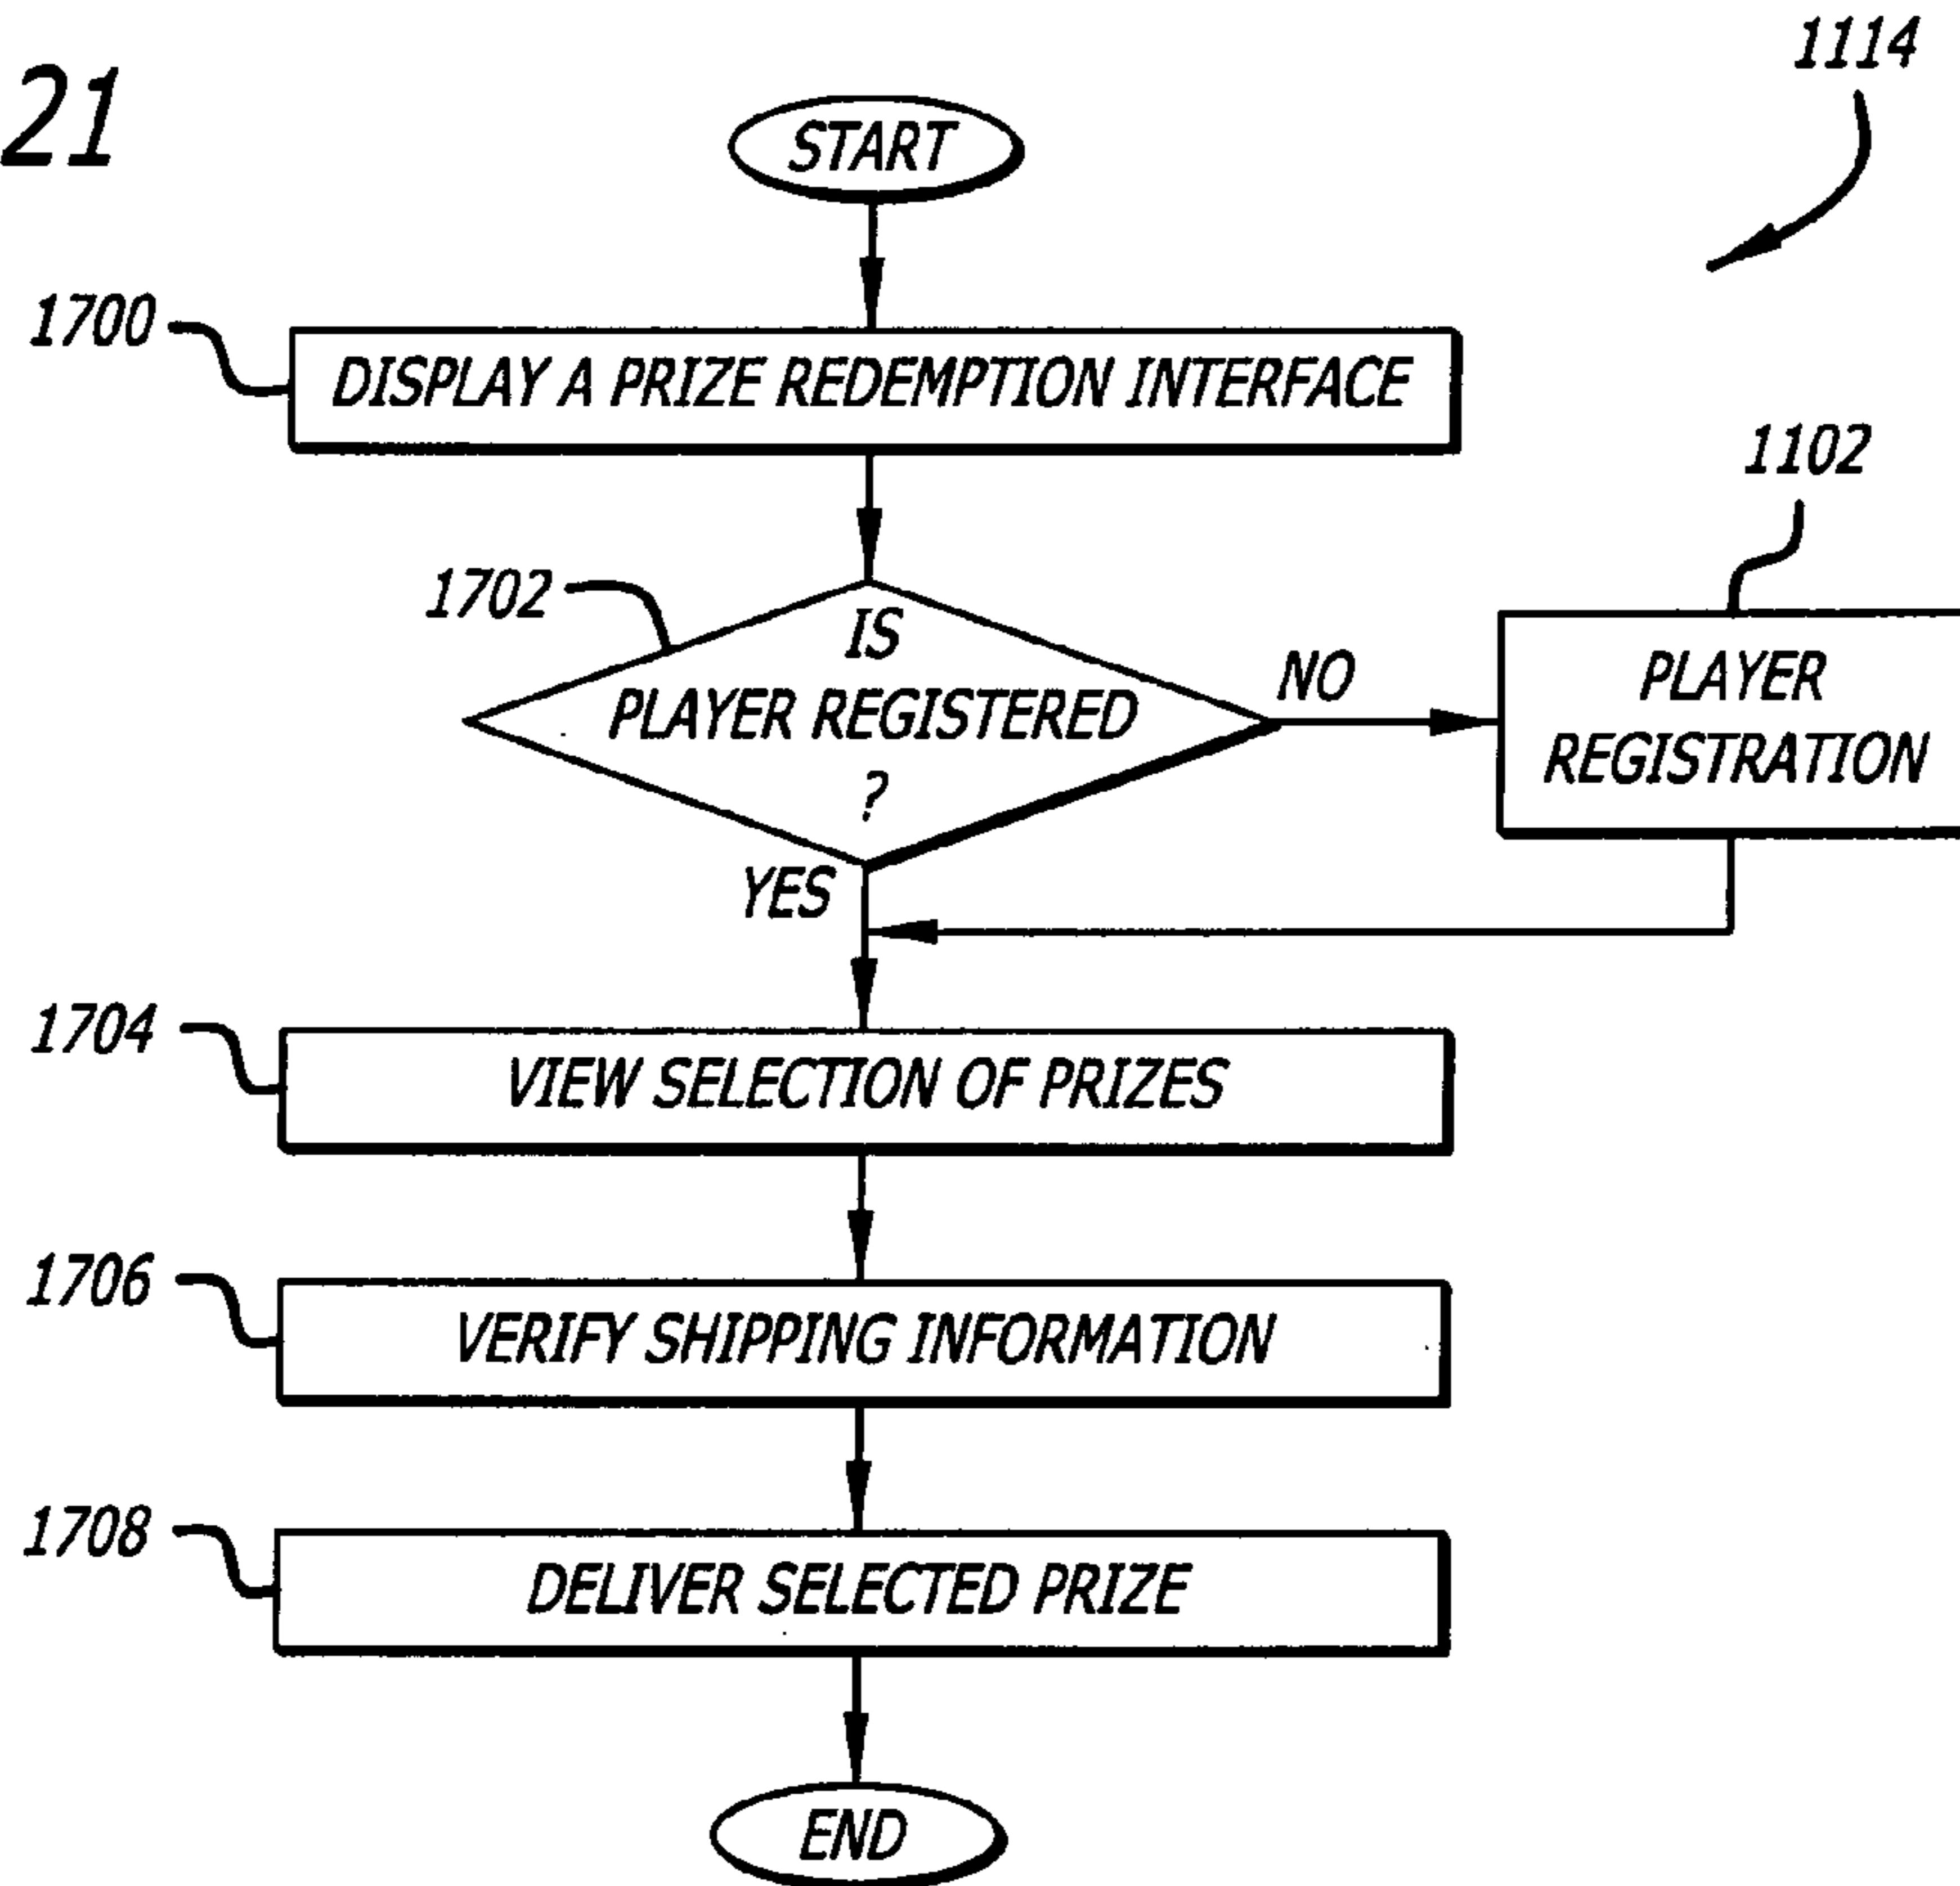 21
1114
START
1700
DISPLAY A PRIZE REDEMPTION INTERFACE
1102
1702
IS
PLAYER REGISTERED
?
NO
PLAYER
REGISTRATION
YES
1704
VIEW SELECTION OF PRIZES
1706
VERIFY SHIPPING INFORMATION
1708
DELIVER SELECTED PRIZE
END